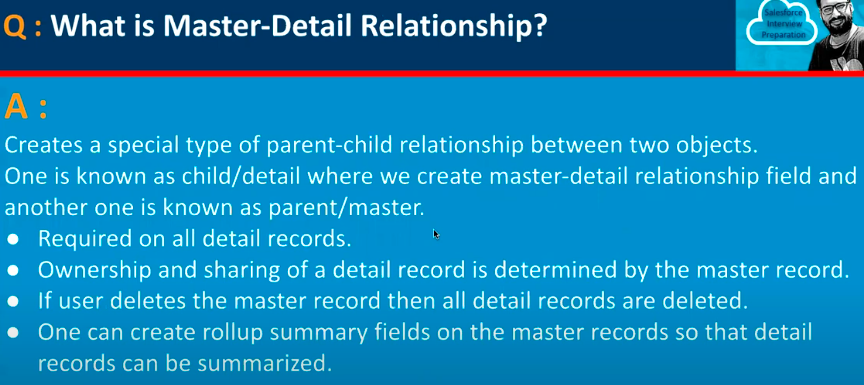 Q : What is Master-Detail Relationship?
Salesforce
Interview
Preparation
A :
Creates a special type of parent-child relationship between two objects.
One is known as child/detail where we create master-detail relationship field and
another one is known as parent/master.
● Required on all detail records.
● Ownership and sharing of a detail record is determined by the master record.
● If user deletes the master record then all detail records are deleted.
● One can create rollup summary fields on the master records so that detail
records can be summarized.